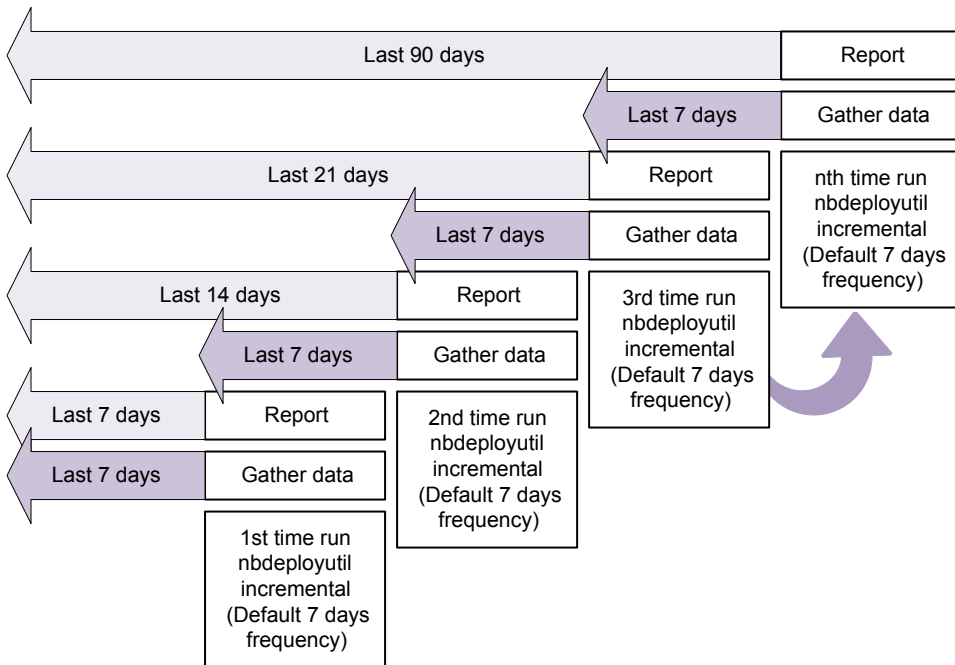 Last 90 days
Report
Last 7 days
Gather data
Last 21 days
Report
nth time run
nbdeployutil
incremental
(Default 7 days
frequency)
Last 7 days
Gather data
Last 14 days
Report
3rd time run
nbdeployutil
incremental
(Default 7 days
frequency)
Last 7 days
Gather data
Last 7 days
Report
2nd time run
nbdeployutil
incremental
(Default 7 days
frequency)
Last 7 days
Gather data
1st time run
nbdeployutil
incremental
(Default 7 days
frequency)